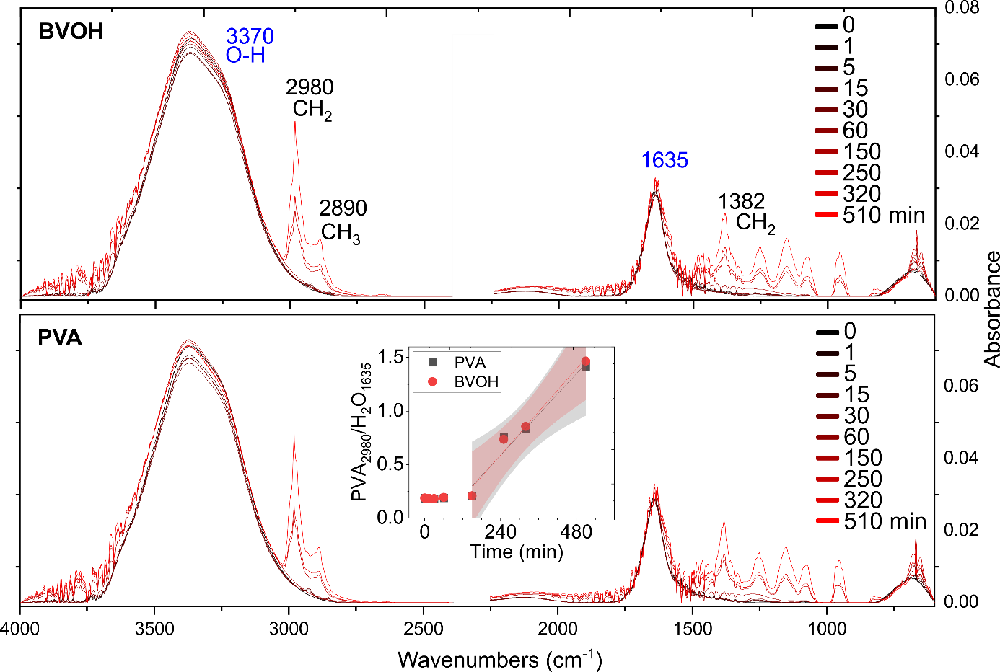 BVOH
3370
O-H
2980
CH₂
2890
CH₃
1635
1382
CH₂
0
1
5
15
30
60
150
250
320
510 min
0.08
0.06
0.04
0.02
0.00
Absorbance
PVA
PVA₂₉₈₀/H₂O₁₆₃₅
1.5
1.0
0.5
0.0
PVA
BVOH
0 240 480
Time (min)
0
1
5
15
30
60
150
250
320
510 min
0.06
0.04
0.02
0.00
4000 3500 3000 2500 2000 1500 1000
Wavenumbers (cm⁻¹)